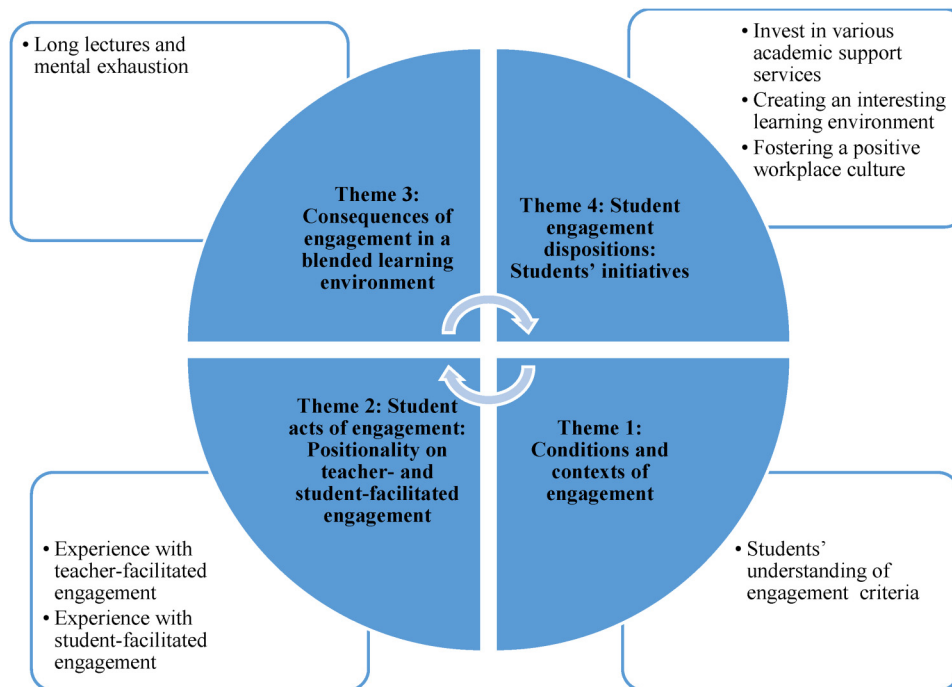 • Long lectures and
mental exhaustion
• Invest in various
academic support
services
• Creating an interesting
learning environment
• Fostering a positive
workplace culture
Theme 3:
Consequences of
engagement in a
blended learning
environment
Theme 4: Student
engagement
dispositions:
Students’ initiatives
Theme 2: Student
acts of engagement:
Positionality on
teacher- and
student-facilitated
engagement
Theme 1:
Conditions and
contexts of
engagement
• Experience with
teacher-facilitated
engagement
• Experience with
student-facilitated
engagement
• Students’
understanding of
engagement criteria